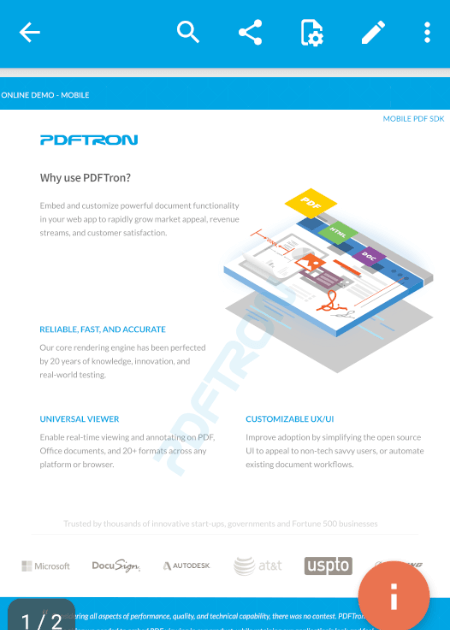 ONLINE DEMO - MOBILE
MOBILE PDF SDK
PDFTRON
Why use PDFTron?
Embed and customize powerful document functionality
in your web app to rapidly grow market appeal, revenue
streams, and customer satisfaction.
PDF
HTML
DOC
RELIABLE, FAST, AND ACCURATE
Our core rendering engine has been perfected
by 20 years of knowledge, innovation, and
real-world testing.
PDFTRON
UNIVERSAL VIEWER
Enable real-time viewing and annotating on PDF,
Office documents, and 20+ formats across any
platform or browser.
CUSTOMIZABLE UX/UI
Improve adoption by simplifying the open source
UI to appeal to non-tech savvy users, or automate
existing document workflows.
Trusted by thousands of innovative start-ups, governments and Fortune 500 businesses
Microsoft DocuSign AUTODESK at&t uspto
i
1 / 2
all aspects of performance, quality, and technical capability, there was no contest. PDFTron